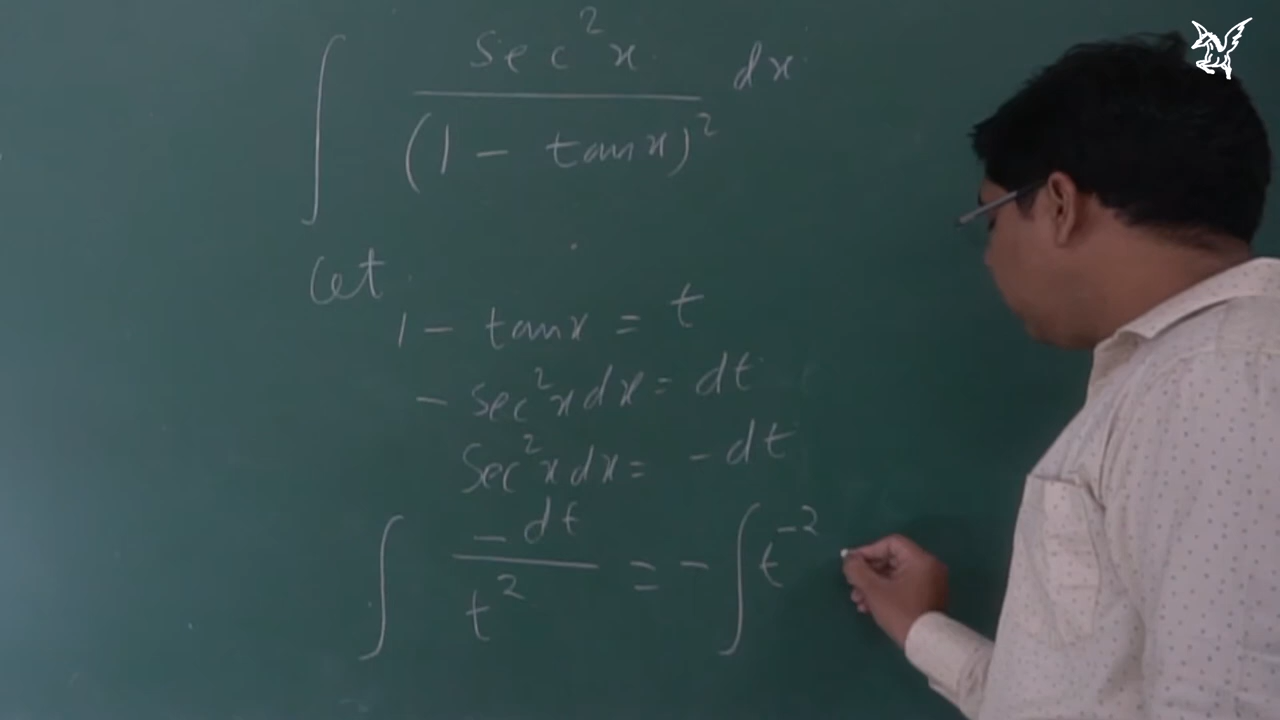 ∫ sec²x / (1 - tanx)² dx
Let
1 - tanx = t
- sec²x dx = dt
sec²x dx = - dt
∫ - dt / t² = - ∫ t⁻²